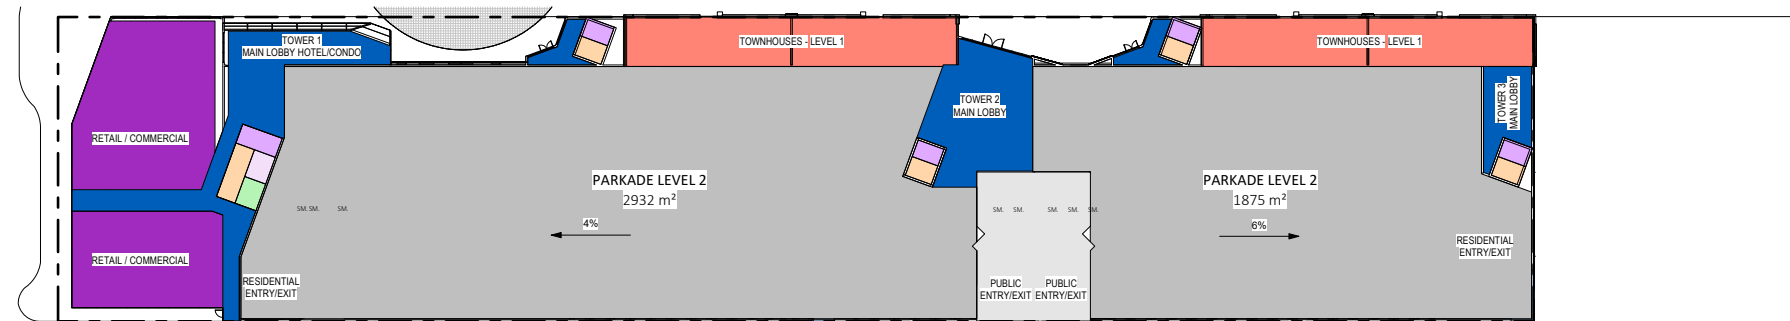 TOWER 1
MAIN LOBBY HOTEL/CONDO
TOWNHOUSES - LEVEL 1
TOWNHOUSES - LEVEL 1
RETAIL / COMMERCIAL
TOWER 2
MAIN LOBBY
TOWER 3
MAIN LOBBY
PARKADE LEVEL 2
2932 m²
PARKADE LEVEL 2
1875 m²
SM. SM. SM.
SM. SM. SM. SM. SM.
4%
6%
RETAIL / COMMERCIAL
RESIDENTIAL
ENTRY/EXIT
PUBLIC
ENTRY/EXIT
PUBLIC
ENTRY/EXIT
RESIDENTIAL
ENTRY/EXIT